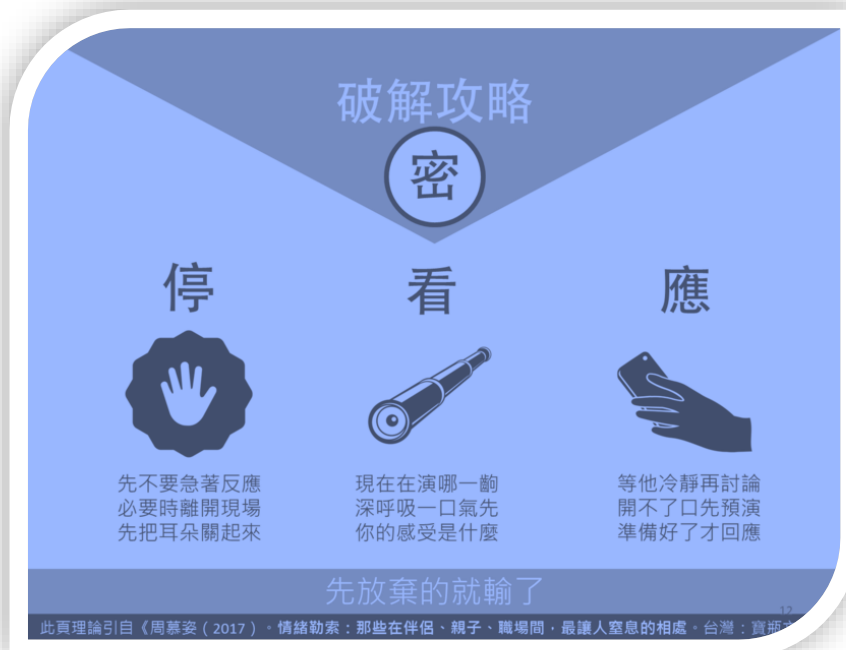 破解攻略
密
停
先不要急著反應
必要時離開現場
先把耳朵關起來
看
現在在演哪一齣
深呼吸一口氣先
你的感受是什麼
應
等他冷靜再討論
開不了口先預演
準備好了才回應
先放棄的就輸了
12
此頁理論引自《周慕姿（2017）。情緒勒索：那些在伴侶、親子、職場間，最讓人窒息的相處。台灣：寶瓶